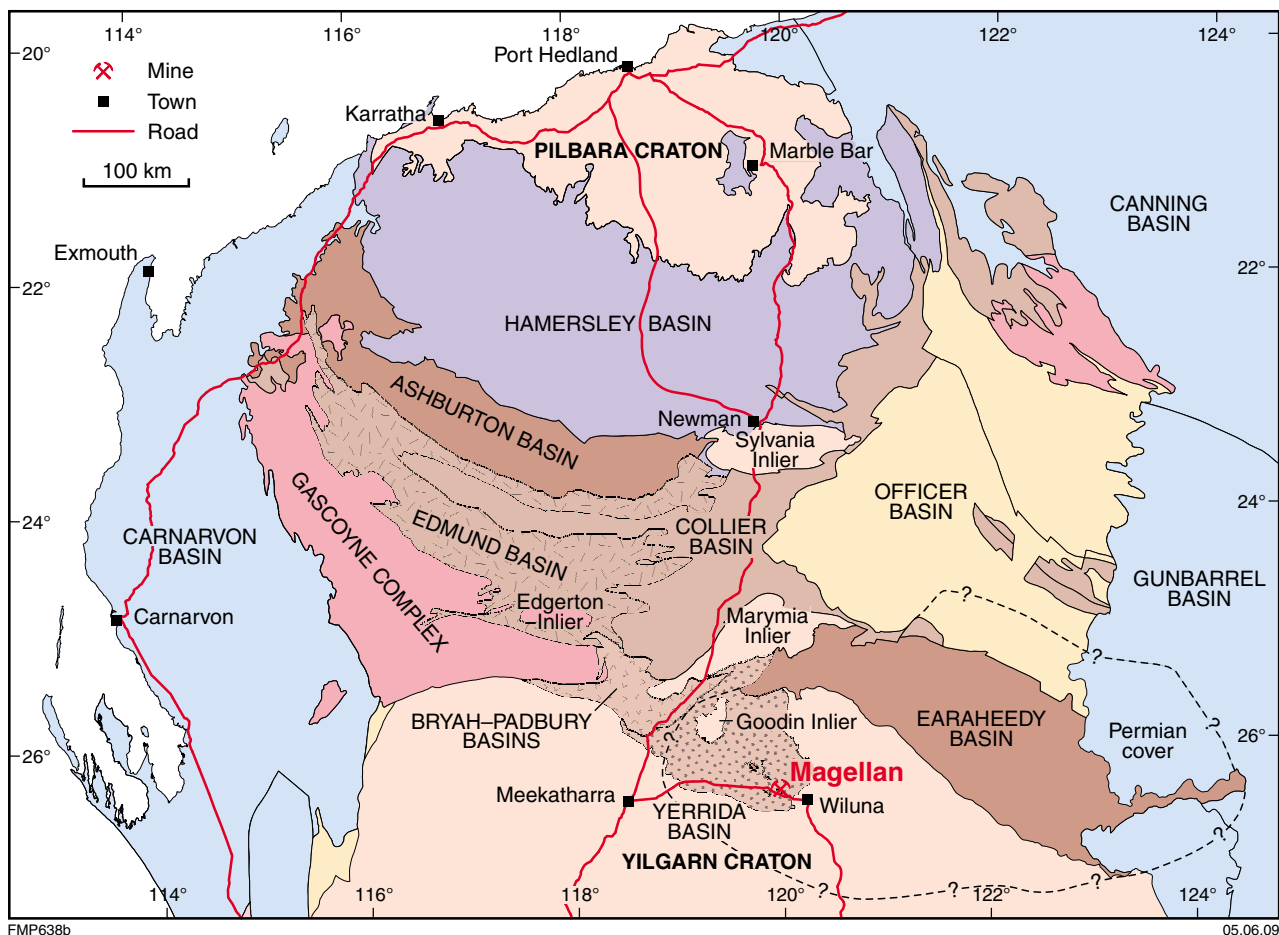 114°
116°
118°
120°
122°
124°
20°
Port Hedland
Mine
Town
Road
100 km
Karratha
PILBARA CRATON
Marble Bar
CANNING
BASIN
Exmouth
22°
22°
HAMERSLEY BASIN
ASHBURTON BASIN
Newman
Sylvania
Inlier
OFFICER
BASIN
24°
24°
GASCOYNE COMPLEX
EDMUND BASIN
COLLIER
BASIN
CARNARVON
BASIN
GUNBARREL
BASIN
Edgerton
Inlier
Marymia
Inlier
Carnarvon
?
?
?
BRYAH–PADBURY
BASINS
Goodin Inlier
EARAHEEDY
BASIN
Permian
cover
?
26°
26°
Magellan
Meekatharra
Wiluna
YERRIDA
BASIN
YILGARN CRATON
?
?
?
?
114°
116°
118°
120°
122°
124°
FMP638b
05.06.09